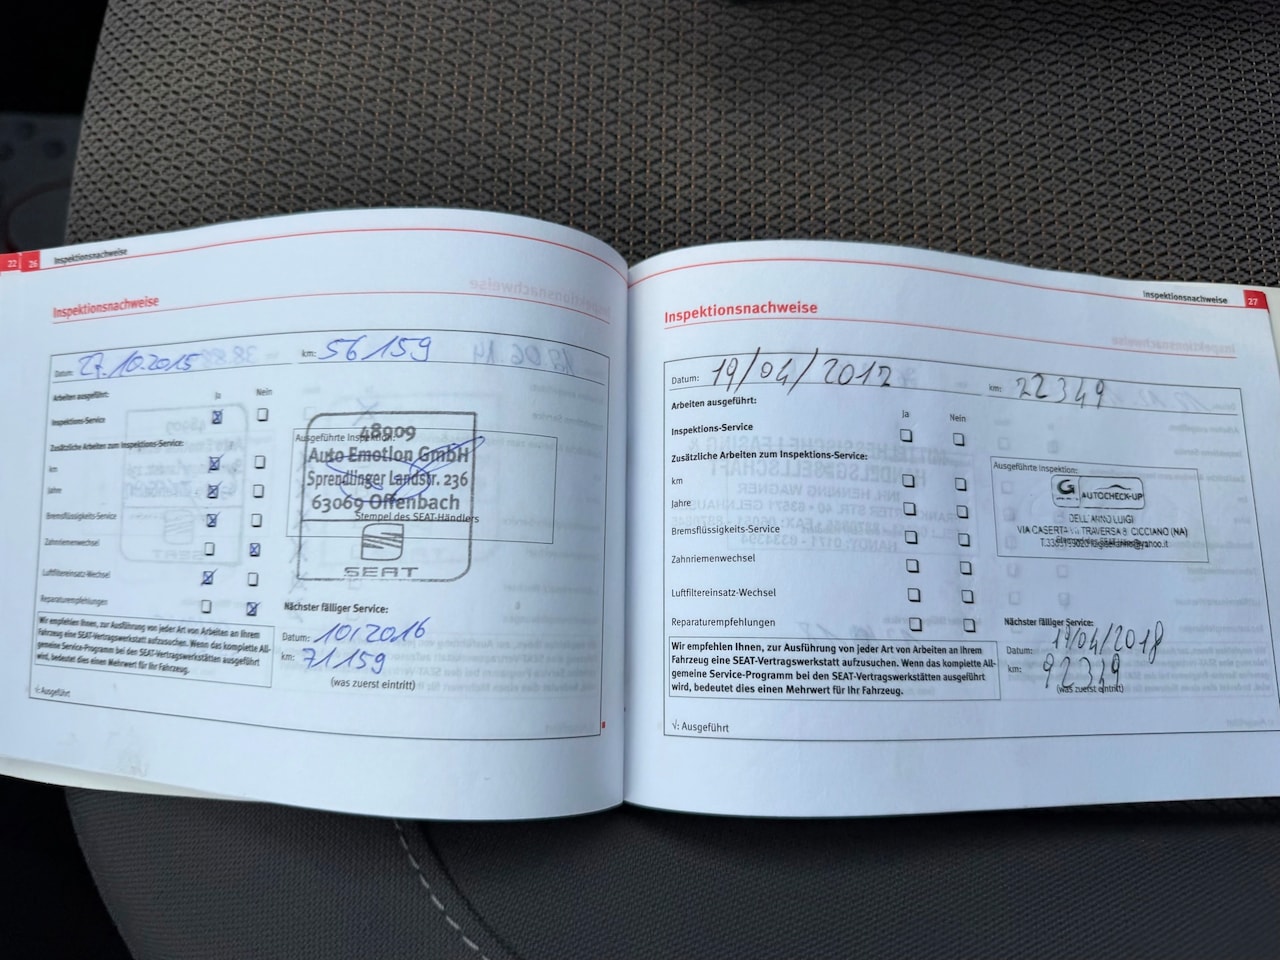 22 26 Inspektionsnachweise
Inspektionsnachweise
Datum: 27.10.2015 km: 56159
Arbeiten ausgeführt: Ja Nein
Inspektions-Service
Zusätzliche Arbeiten zum Inspektions-Service:
km
Jahre
Bremsflüssigkeits-Service
Zahnriemenwechsel
Luftfiltereinsatz-Wechsel
Reparaturempfehlungen
Ausgeführte Inspektion:
48909
Auto Emotion GmbH
Sprendlinger Landstr. 236
63069 Offenbach
Stempel des SEAT-Händlers
SEAT
Nächster fälliger Service:
Datum: 10.2016
km: 71159
(was zuerst eintritt)
Wir empfehlen Ihnen, zur Ausführung von jeder Art von Arbeiten an Ihrem
Fahrzeug eine SEAT-Vertragswerkstatt aufzusuchen. Wenn das komplette All-
gemeine Service-Programm bei den SEAT-Vertragswerkstätten ausgeführt
wird, bedeutet dies einen Mehrwert für Ihr Fahrzeug.
√: Ausgeführt
Inspektionsnachweise 27
Inspektionsnachweise
Datum: 19/04/2017 km: 22349
Arbeiten ausgeführt: Ja Nein
Inspektions-Service
Zusätzliche Arbeiten zum Inspektions-Service:
km
Jahre
Bremsflüssigkeits-Service
Zahnriemenwechsel
Luftfiltereinsatz-Wechsel
Reparaturempfehlungen
Ausgeführte Inspektion:
G AUTOCHECK-UP
DELL'ANNO LUIGI
VIA CASERTA TRAVERSA 8 CICCIANO (NA)
Nächster fälliger Service:
Datum: 19/04/2018
km: 92349
(was zuerst eintritt)
Wir empfehlen Ihnen, zur Ausführung von jeder Art von Arbeiten an Ihrem
Fahrzeug eine SEAT-Vertragswerkstatt aufzusuchen. Wenn das komplette All-
gemeine Service-Programm bei den SEAT-Vertragswerkstätten ausgeführt
wird, bedeutet dies einen Mehrwert für Ihr Fahrzeug.
√: Ausgeführt